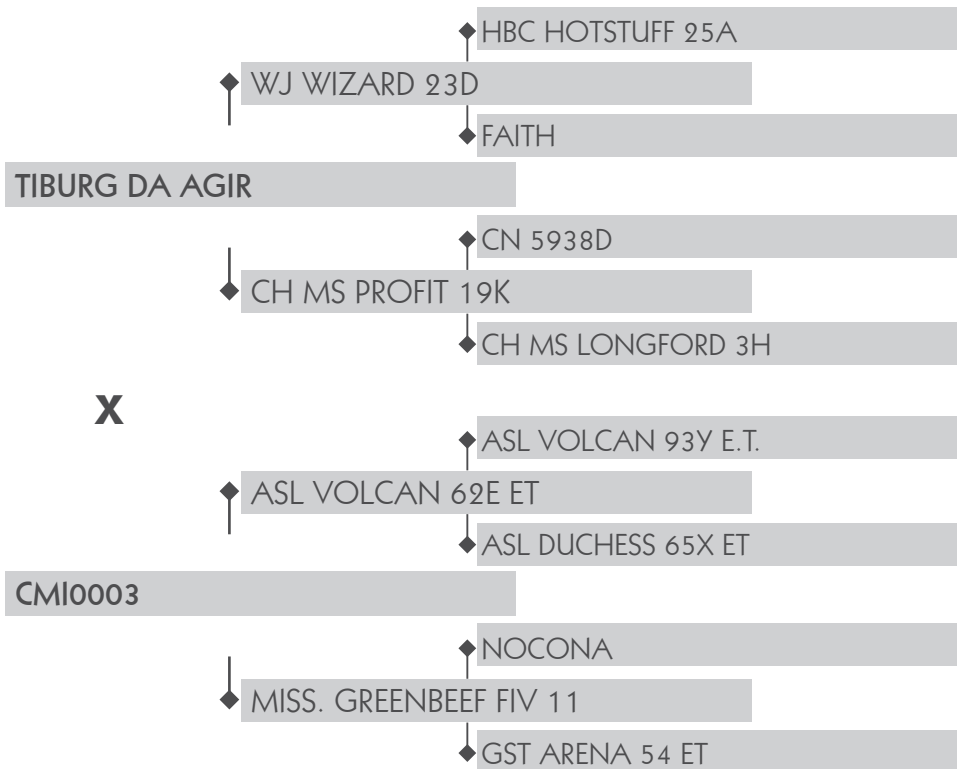 HBC HOTSTUFF 25A
WJ WIZARD 23D
FAITH
TIBURG DA AGIR
CN 5938D
CH MS PROFIT 19K
CH MS LONGFORD 3H
X
ASL VOLCAN 93Y E.T.
ASL VOLCAN 62E ET
ASL DUCHESS 65X ET
CMI0003
NOCONA
MISS. GREENBEEF FIV 11
GST ARENA 54 ET